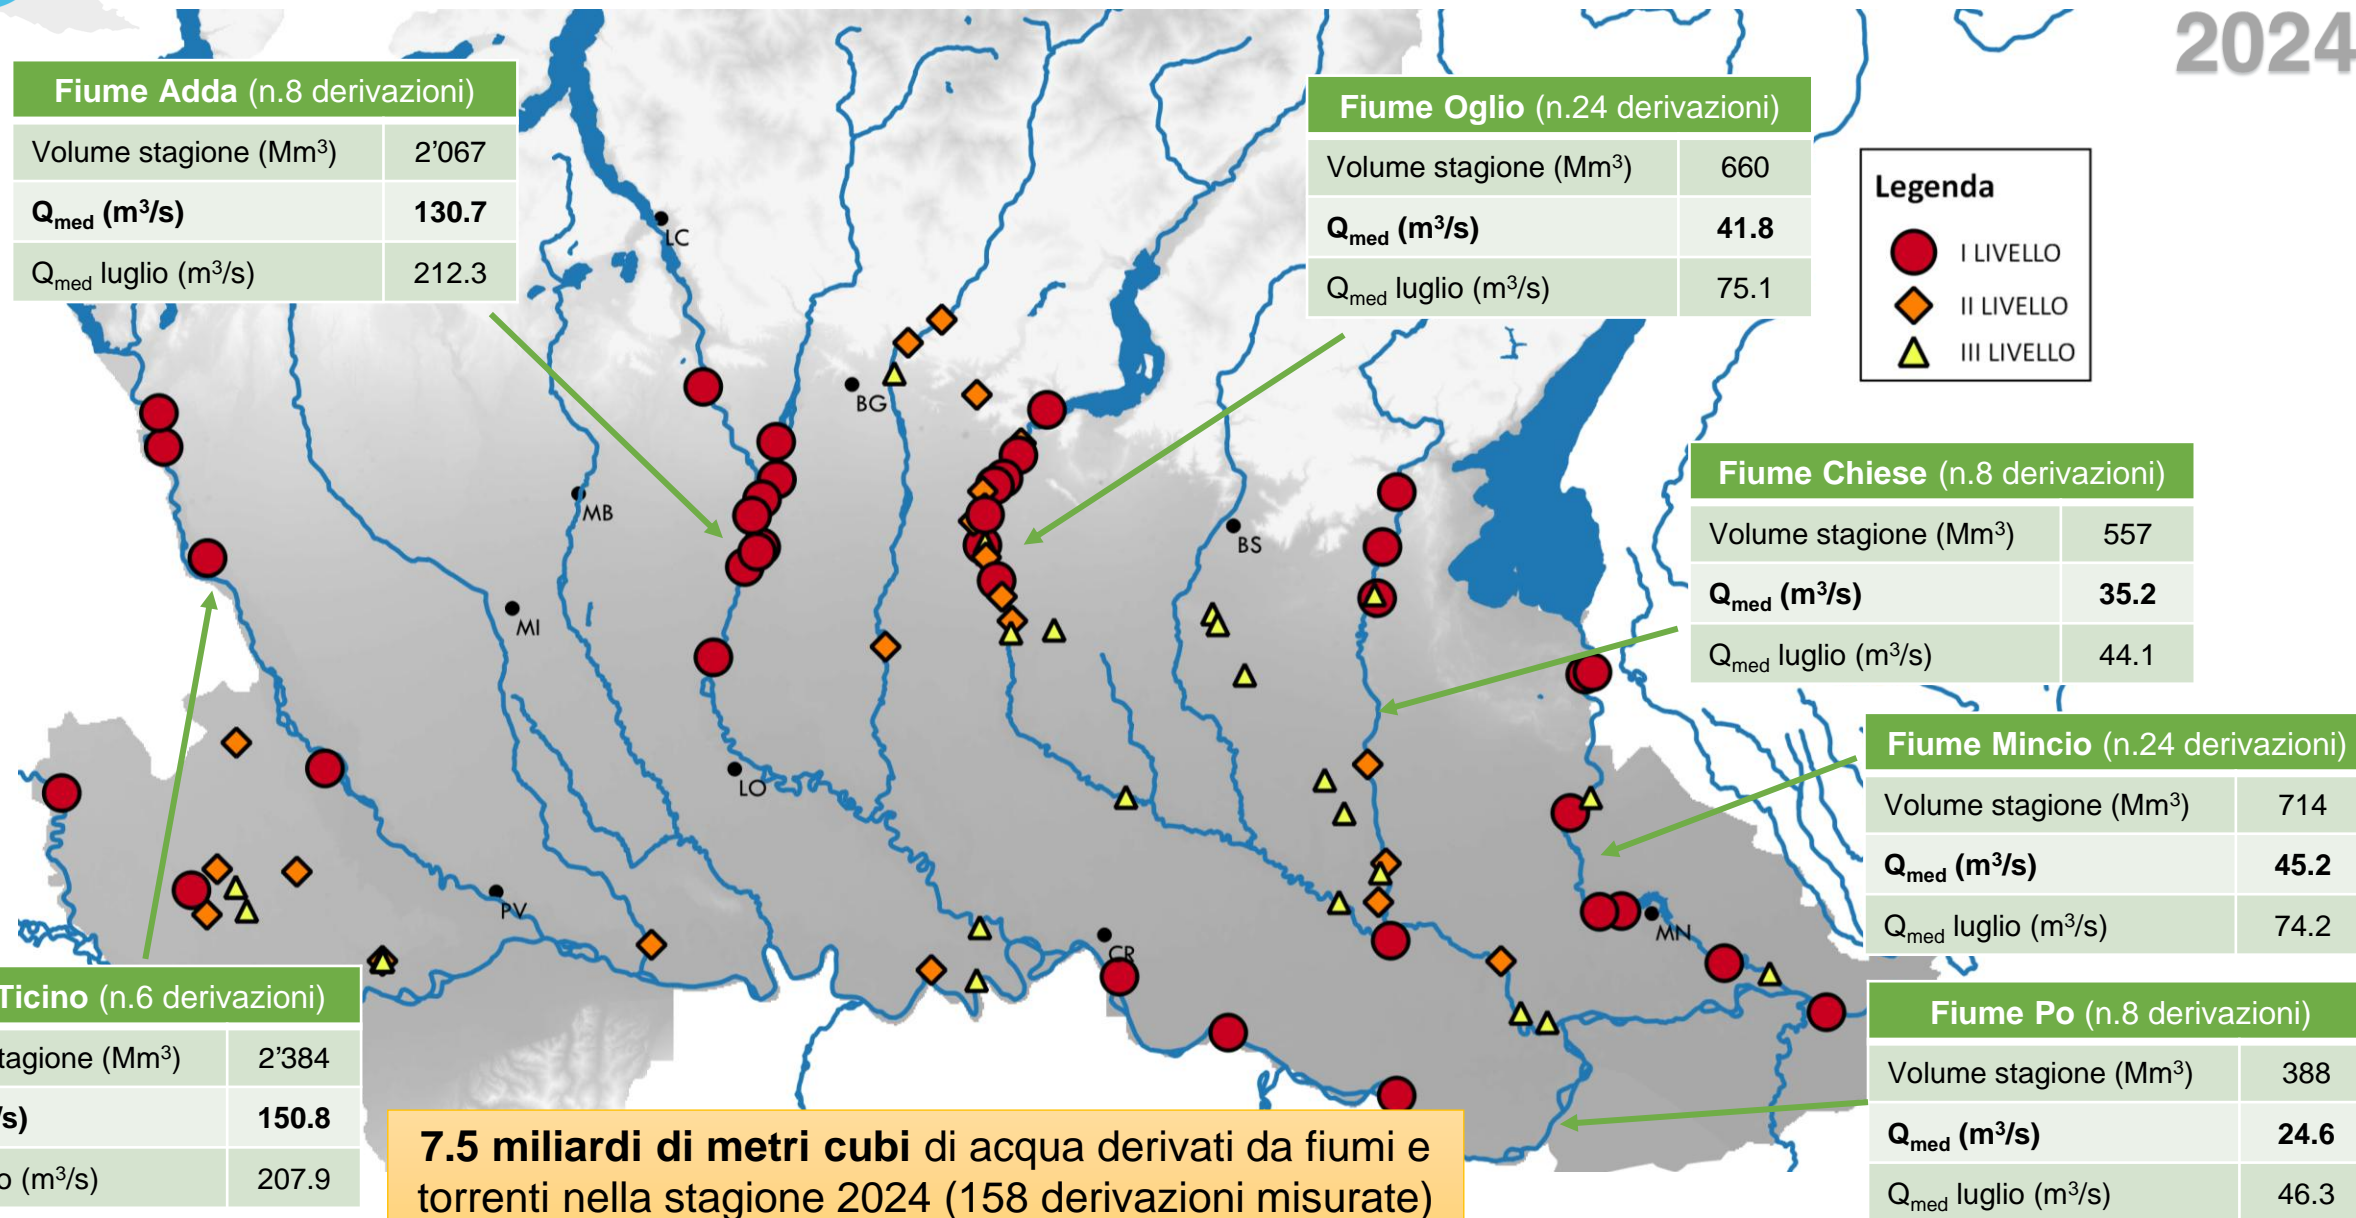 2024
Fiume Adda (n.8 derivazioni)
Volume stagione (Mm³) 2'067
Qmed (m³/s) 130.7
Qmed luglio (m³/s) 212.3
Fiume Oglio (n.24 derivazioni)
Volume stagione (Mm³) 660
Qmed (m³/s) 41.8
Qmed luglio (m³/s) 75.1
Legenda
I LIVELLO
II LIVELLO
III LIVELLO
LC
BG
MB
BS
MI
LO
PV
CR
MN
Fiume Chiese (n.8 derivazioni)
Volume stagione (Mm³) 557
Qmed (m³/s) 35.2
Qmed luglio (m³/s) 44.1
Fiume Mincio (n.24 derivazioni)
Volume stagione (Mm³) 714
Qmed (m³/s) 45.2
Qmed luglio (m³/s) 74.2
Ticino (n.6 derivazioni)
tagione (Mm³) 2'384
/s) 150.8
o (m³/s) 207.9
Fiume Po (n.8 derivazioni)
Volume stagione (Mm³) 388
Qmed (m³/s) 24.6
Qmed luglio (m³/s) 46.3
7.5 miliardi di metri cubi di acqua derivati da fiumi e
torrenti nella stagione 2024 (158 derivazioni misurate)